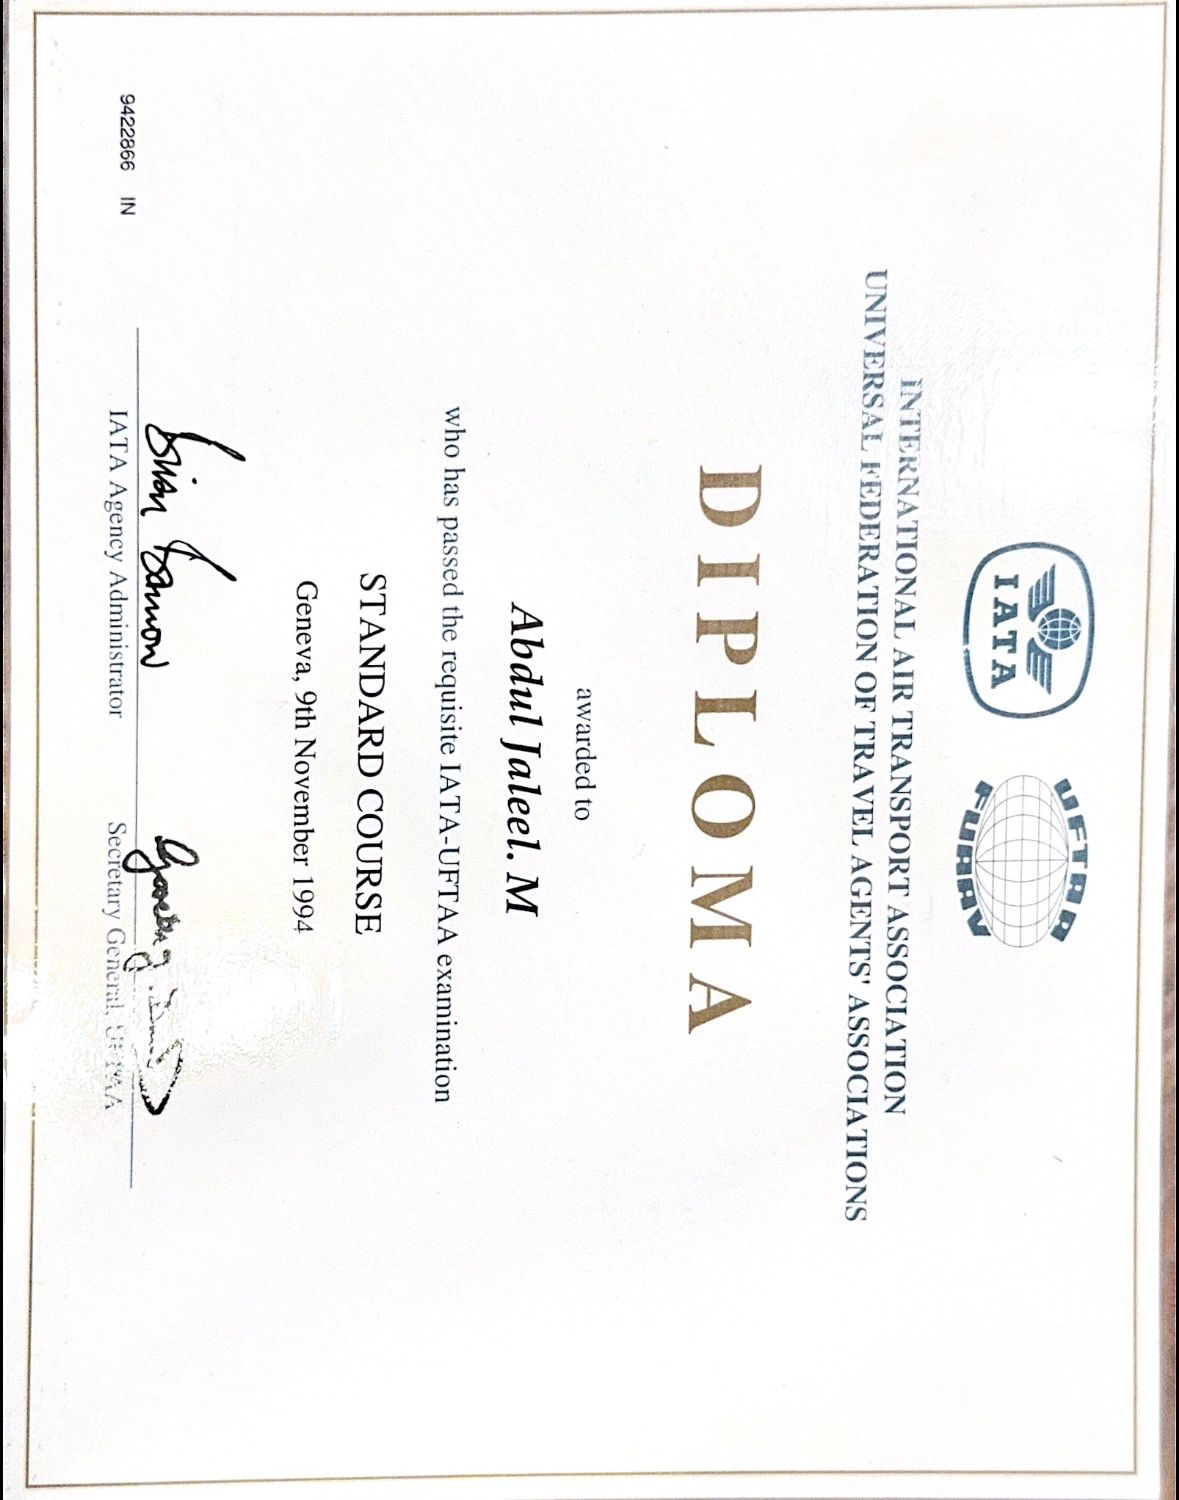 IATA
UFTAA
FUAAV
INTERNATIONAL AIR TRANSPORT ASSOCIATION
UNIVERSAL FEDERATION OF TRAVEL AGENTS' ASSOCIATIONS
DIPLOMA
awarded to
Abdul Jaleel. M
who has passed the requisite IATA-UFTAA examination
STANDARD COURSE
Geneva, 9th November 1994
IATA Agency Administrator
Secretary General, UFTAA
9422866 IN